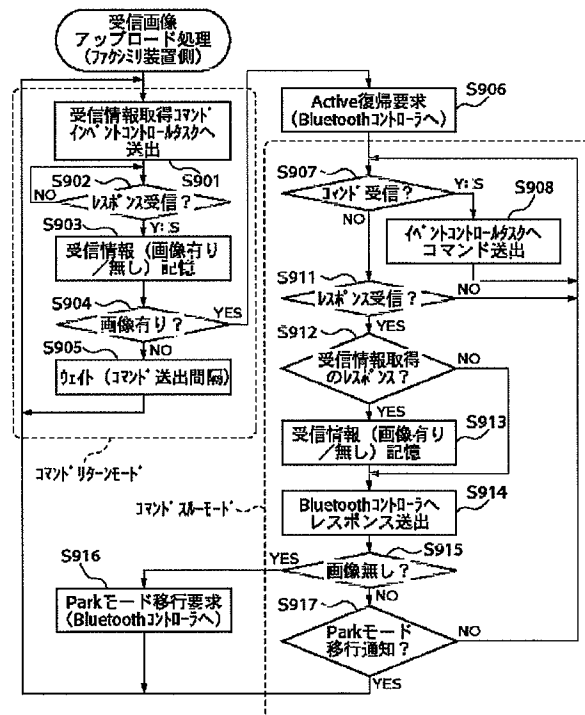 受信画像
アップロード処理
(ファクシミリ装置側)
受信情報取得コマンド
イベントコントロールタスクへ
送出
S901
S902
NO
レスポンス受信?
YES
S903
受信情報(画像有り
/無し)記憶
S904
YES
画像有り?
NO
S905
ウェイト(コマンド送出間隔)
コマンドリターンモード
S906
Active復帰要求
(Bluetoothコントローラへ)
S907
コマンド受信?
YES
NO
S908
イベントコントロールタスクへ
コマンド送出
S911
レスポンス受信?
NO
YES
S912
受信情報取得
のレスポンス?
NO
YES
S913
受信情報(画像有り
/無し)記憶
コマンドスルーモード
S914
Bluetoothコントローラへ
レスポンス送出
S915
YES
画像無し?
NO
S916
Parkモード移行要求
(Bluetoothコントローラへ)
S917
Parkモード
移行通知?
NO
YES